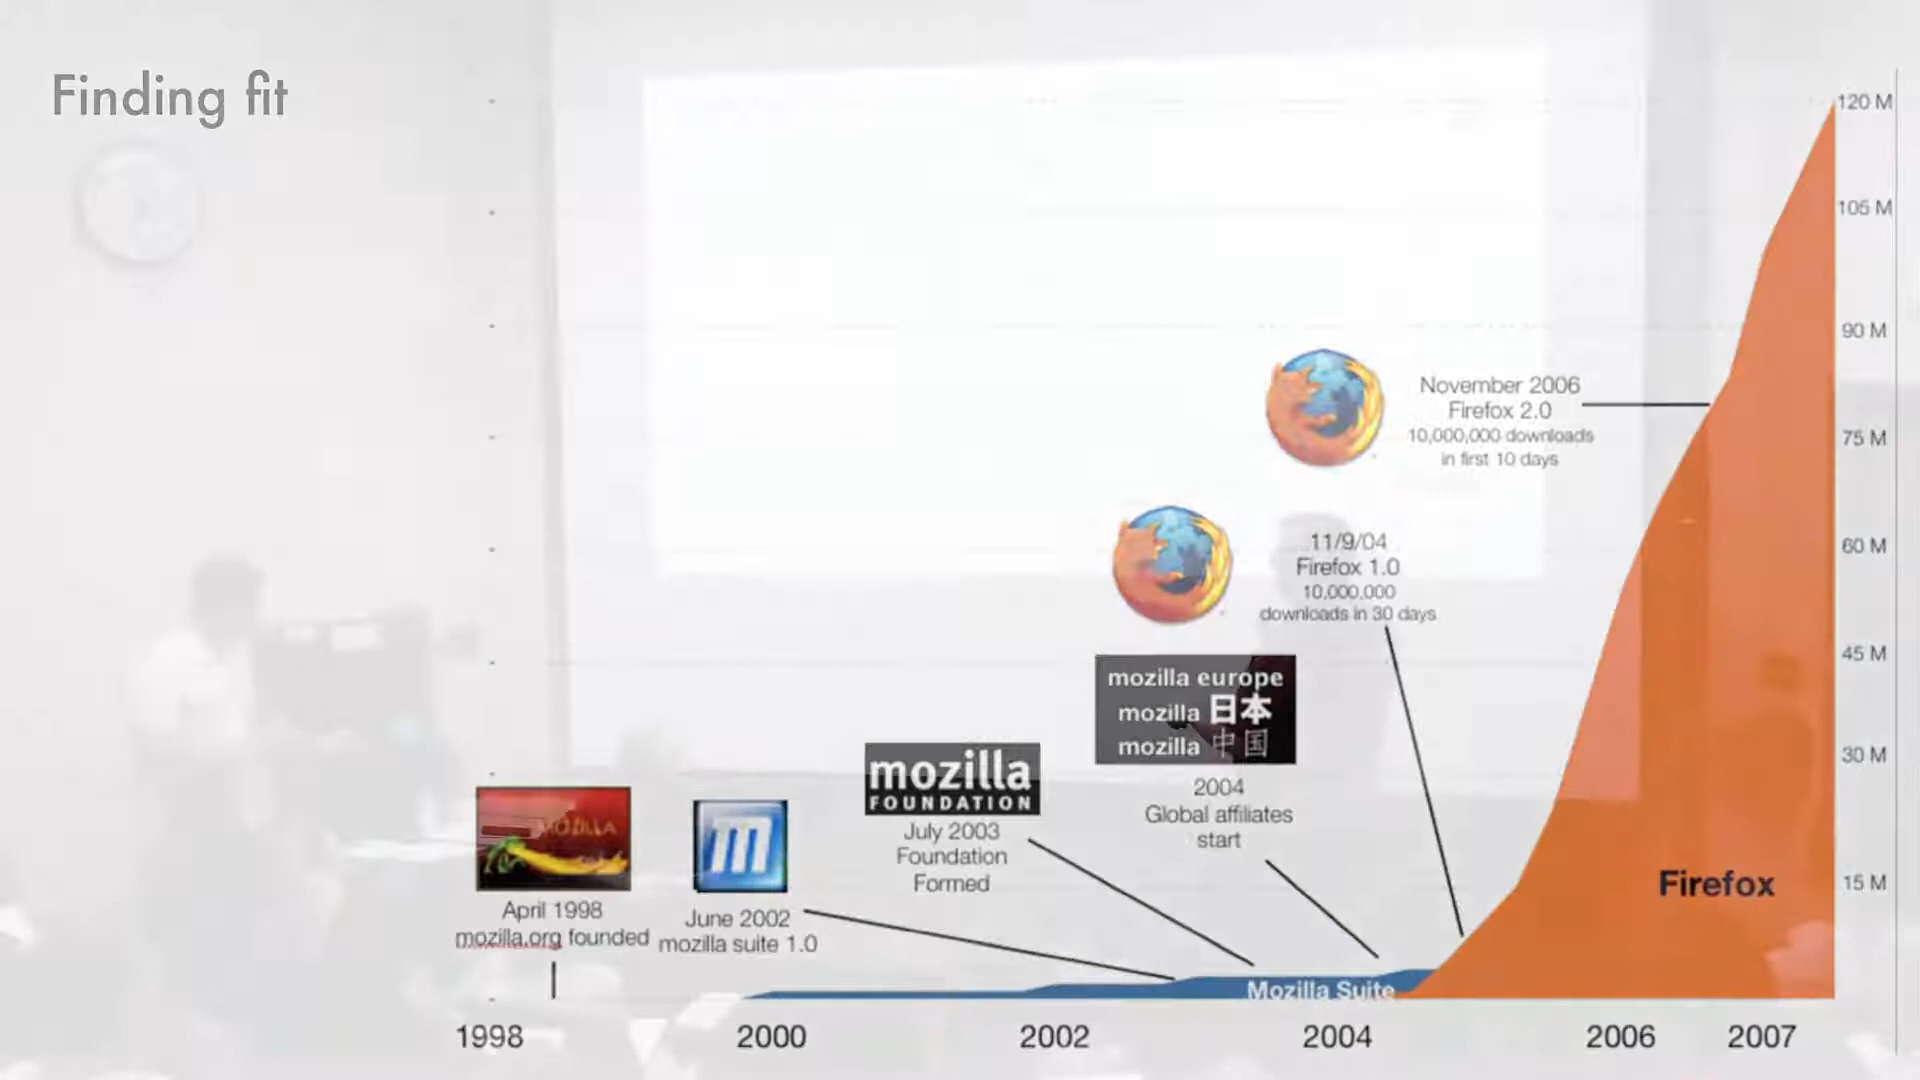 Finding fit
120 M
105 M
90 M
75 M
60 M
45 M
30 M
15 M
November 2006
Firefox 2.0
10,000,000 downloads
in first 10 days
11/9/04
Firefox 1.0
10,000,000
downloads in 30 days
mozilla europe
mozilla 日本
mozilla 中国
2004
Global affiliates
start
mozilla
FOUNDATION
July 2003
Foundation
Formed
m
June 2002
mozilla suite 1.0
MOZILLA
April 1998
mozilla.org founded
Firefox
Mozilla Suite
1998 2000 2002 2004 2006 2007